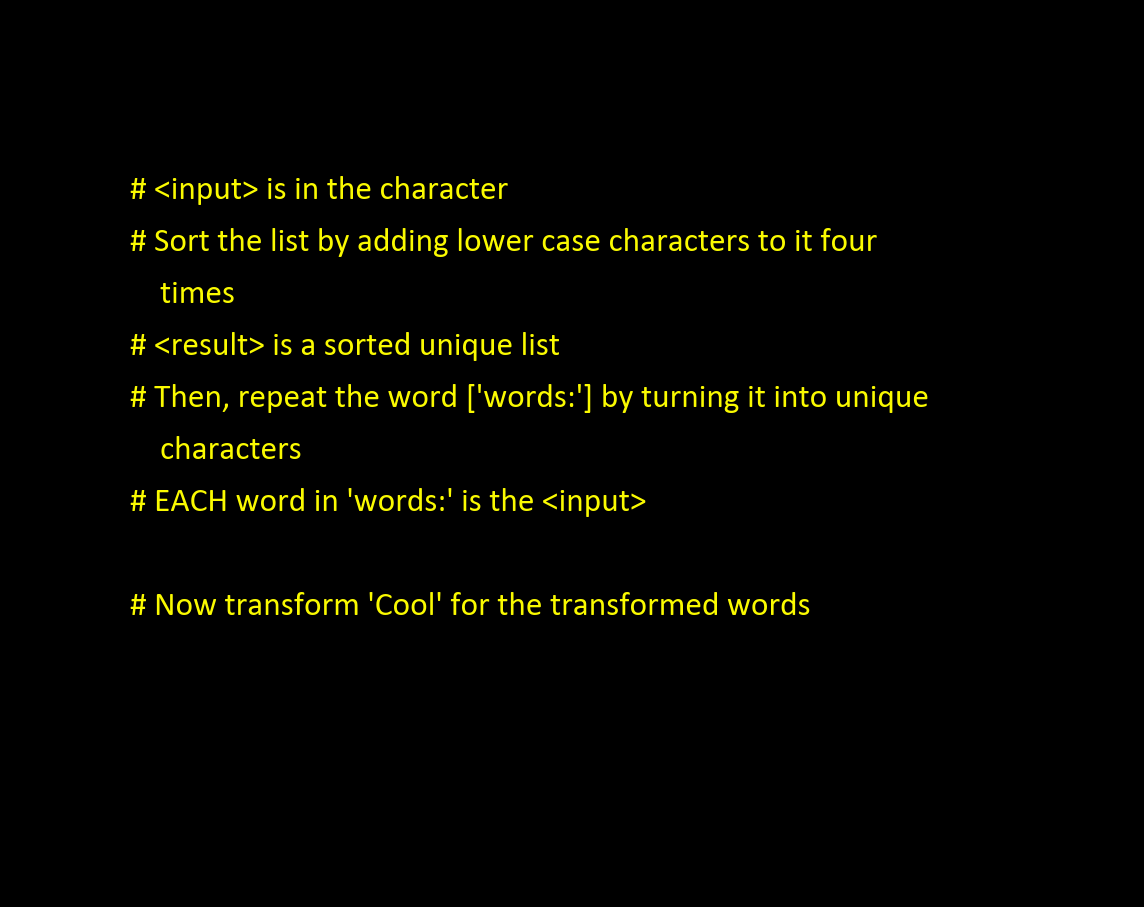 # <input> is in the character
# Sort the list by adding lower case characters to it four
times
# <result> is a sorted unique list
# Then, repeat the word ['words:'] by turning it into unique
characters
# EACH word in 'words:' is the <input>
# Now transform 'Cool' for the transformed words